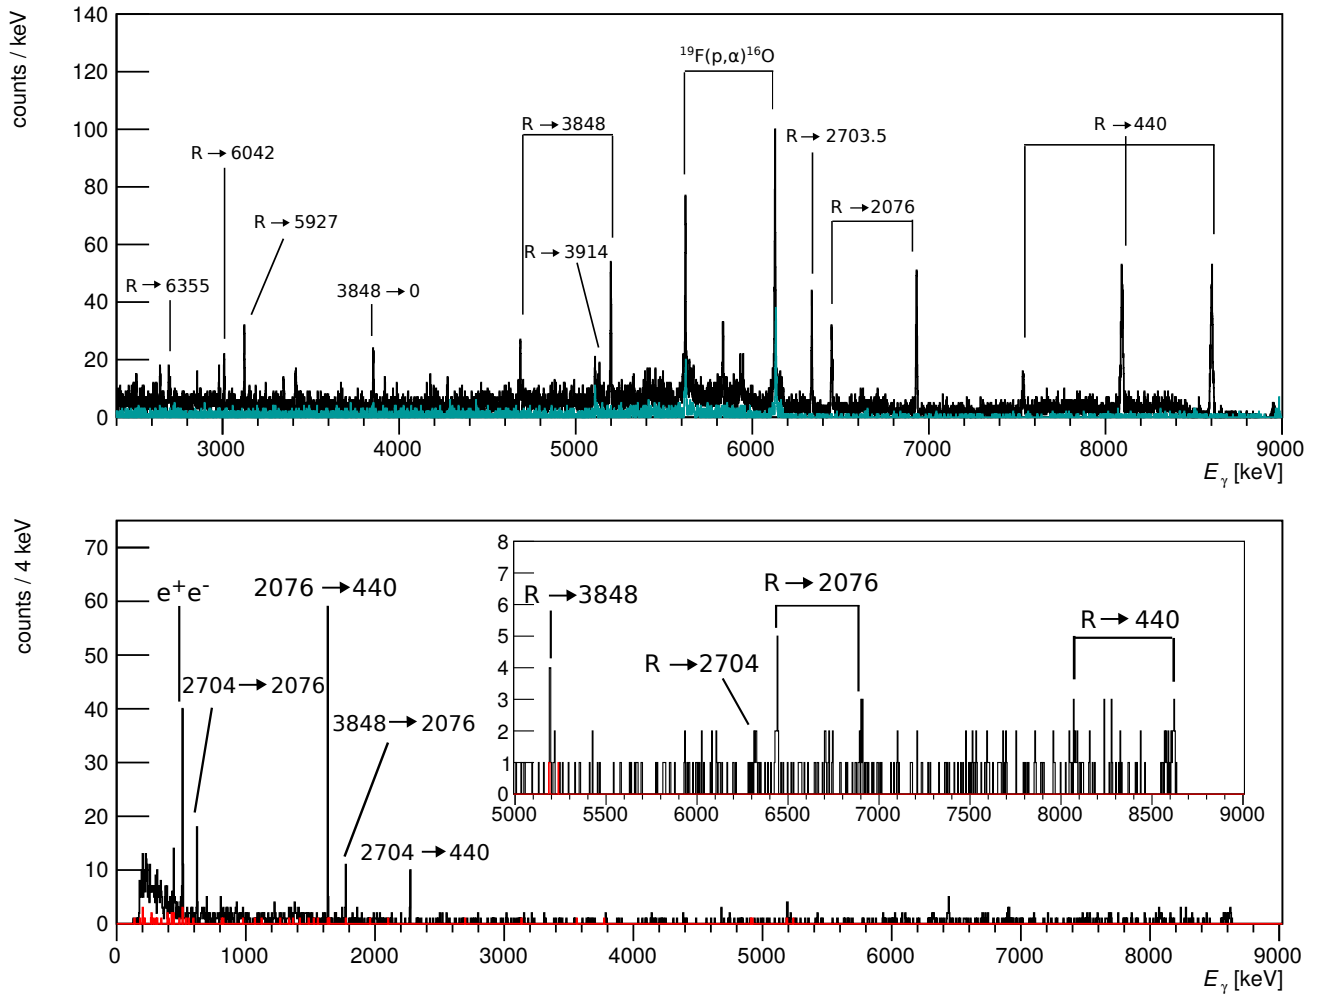 counts / keV
140
120
100
80
60
40
20
0
¹⁹F(p,α)¹⁶O
R → 3848
R → 2703.5
R → 440
R → 6042
R → 5927
R → 2076
R → 3914
R → 6355
3848 → 0
3000 4000 5000 6000 7000 8000 9000
Eγ [keV]
counts / 4 keV
70
60
50
40
30
20
10
0
e⁺e⁻
2076 → 440
2704 → 2076
3848 → 2076
2704 → 440
8
7
6
5
4
3
2
1
0
R → 3848
R → 2076
R → 2704
R → 440
5000 5500 6000 6500 7000 7500 8000 8500 9000
0 1000 2000 3000 4000 5000 6000 7000 8000 9000
Eγ [keV]